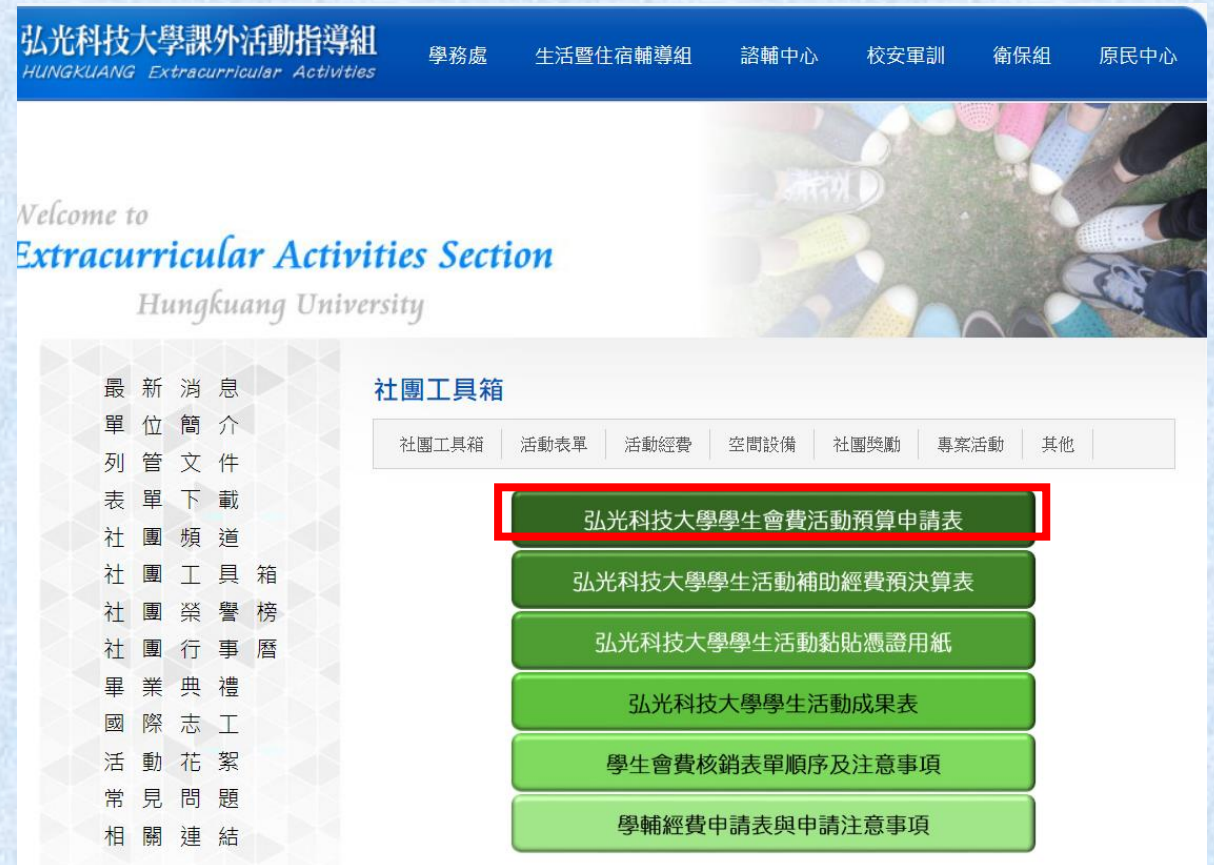 弘光科技大學課外活動指導組
HUNGKUANG Extracurricular Activities
學務處 生活暨住宿輔導組 諮輔中心 校安軍訓 衛保組 原民中心
Welcome to
Extracurricular Activities Section
Hungkuang University
最新消息
單位簡介
列管文件
表單下載
社團頻道
社團工具箱
社團榮譽榜
社團行事曆
畢業典禮
國際志工
活動花絮
常見問題
相關連結
社團工具箱
社團工具箱 活動表單 活動經費 空間設備 社團獎勵 專案活動 其他
弘光科技大學學生會費活動預算申請表
弘光科技大學學生活動補助經費預決算表
弘光科技大學學生活動黏貼憑證用紙
弘光科技大學學生活動成果表
學生會費核銷表單順序及注意事項
學輔經費申請表與申請注意事項